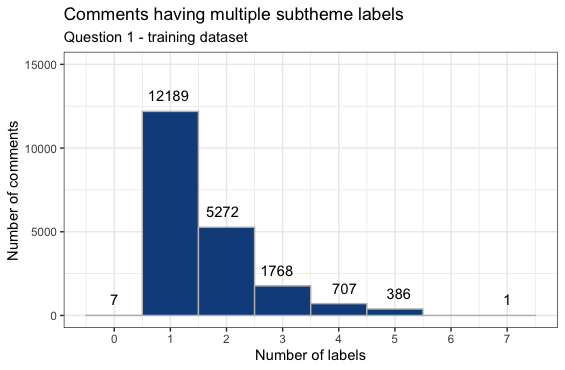 Comments having multiple subtheme labels
Question 1 - training dataset
Number of comments
15000
10000
5000
0
7
12189
5272
1768
707
386
1
0 1 2 3 4 5 6 7
Number of labels